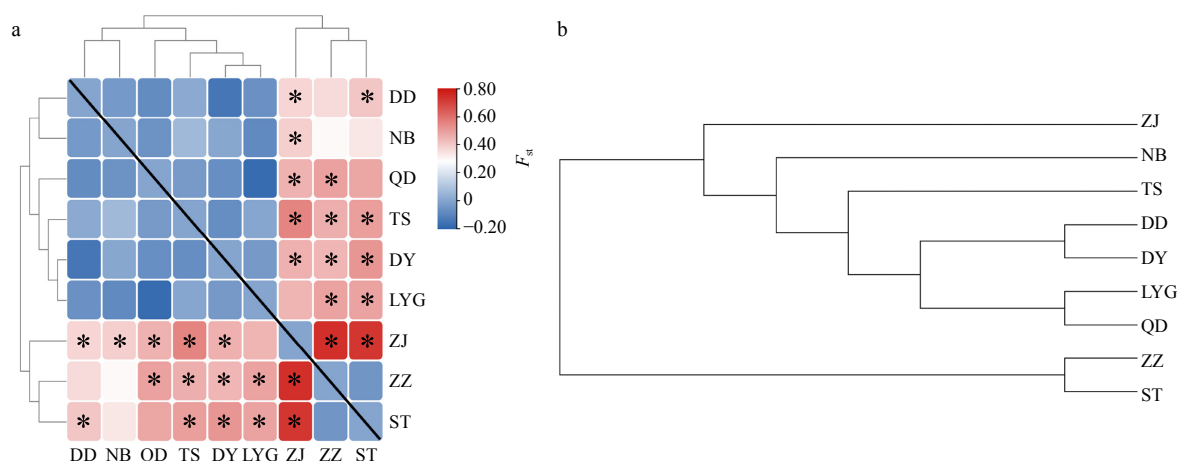 a
b
DD
NB
QD
TS
DY
LYG
ZJ
ZZ
ST
* *
*
* *
* * *
* * *
* *
* * * * * * *
* * * * *
* * * * *
DD NB OD TS DY LYG ZJ ZZ ST
0.80
0.60
0.40
0.20
0
−0.20
Fst
ZJ
NB
TS
DD
DY
LYG
QD
ZZ
ST